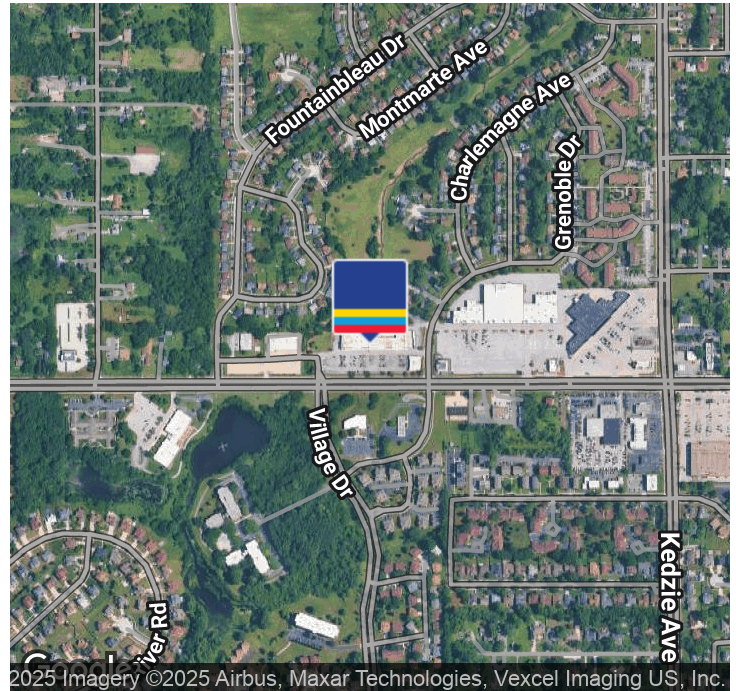 Fountainbleau Dr
Montmarte Ave
Charlemagne Ave
Grenoble Dr
Village Dr
Kedzie Ave
iver Rd
Google
2025 Imagery ©2025 Airbus, Maxar Technologies, Vexcel Imaging US, Inc.